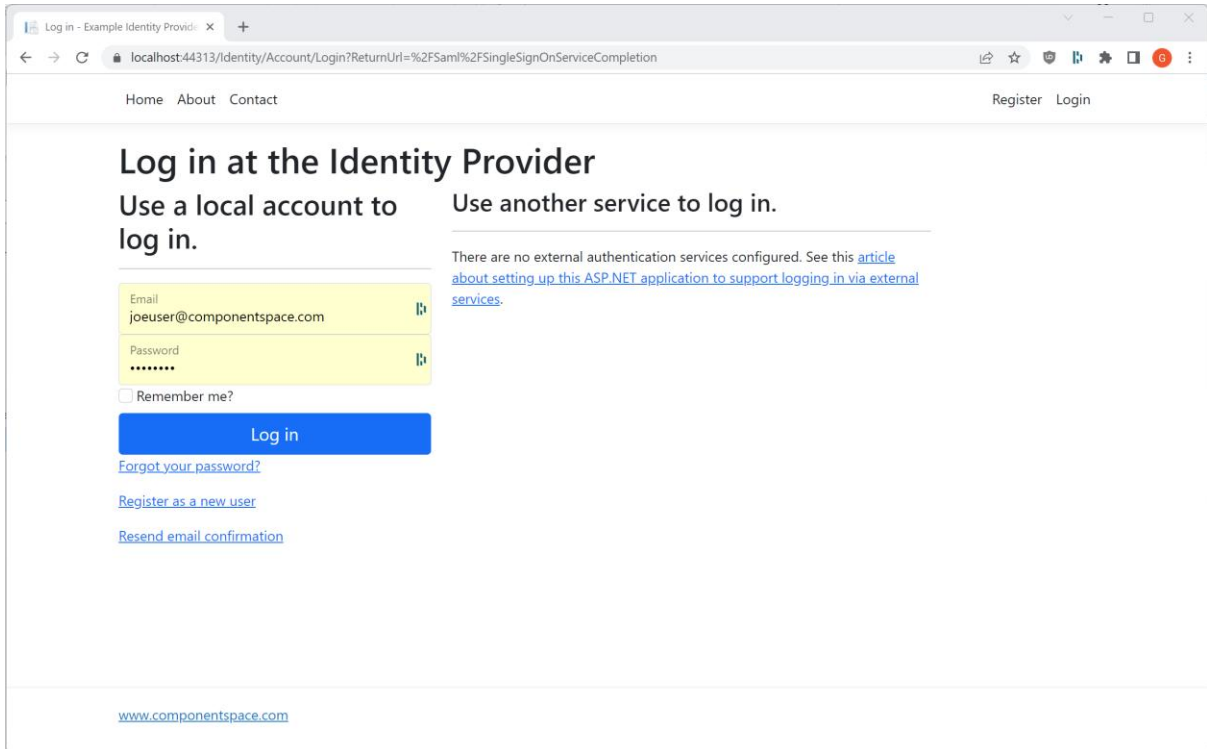 Log in - Example Identity Provid
localhost:44313/Identity/Account/Login?ReturnUrl=%2FSaml%2FSingleSignOnServiceCompletion
G
Home About Contact
Register Login
Log in at the Identity Provider
Use a local account to
log in.
Email
joeuser@componentspace.com
Password
••••••••
Remember me?
Log in
Forgot your password?
Register as a new user
Resend email confirmation
Use another service to log in.
There are no external authentication services configured. See this article
about setting up this ASP.NET application to support logging in via external
services.
www.componentspace.com